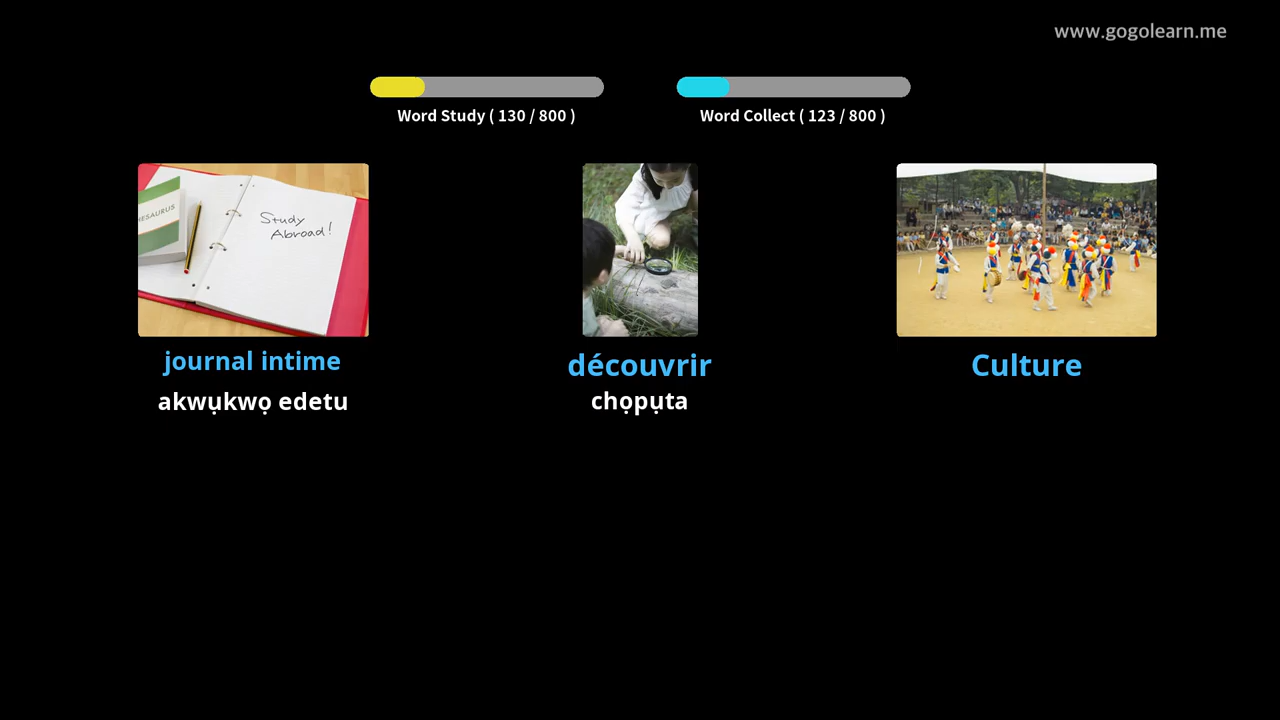 www.gogolearn.me
Word Study ( 130 / 800 )
Word Collect ( 123 / 800 )
HESAURUS
Study
Abroad!
journal intime
akwụkwọ edetu
découvrir
chọpụta
Culture